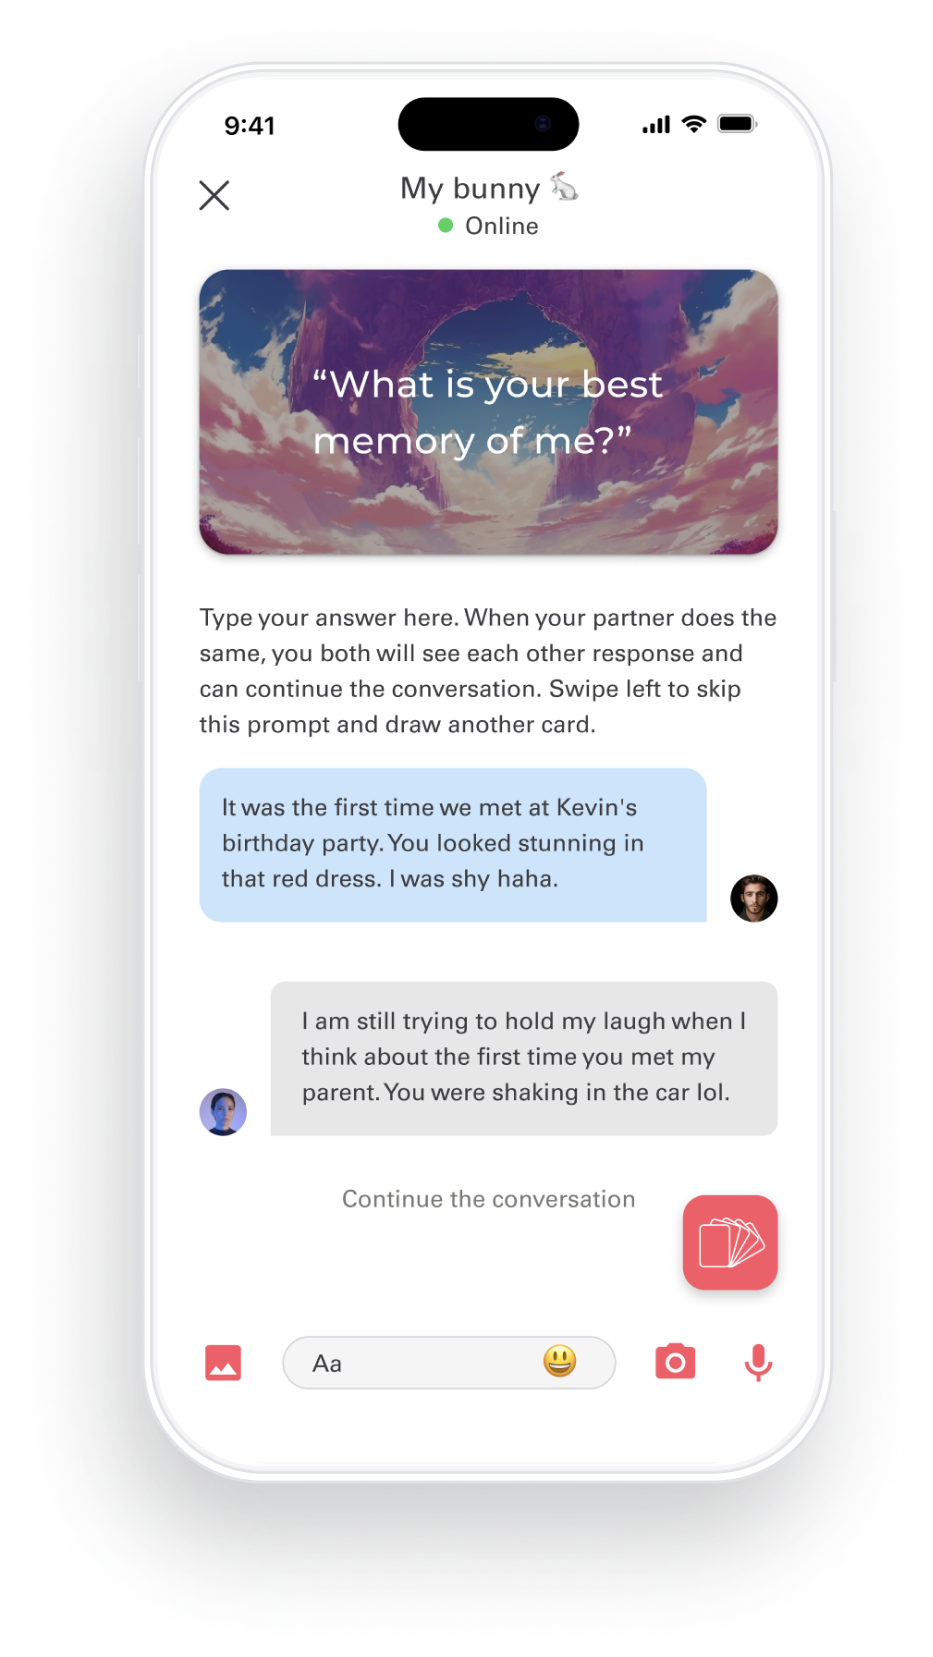 9:41
My bunny 🐇
Online
“What is your best
memory of me?”
Type your answer here. When your partner does the
same, you both will see each other response and
can continue the conversation. Swipe left to skip
this prompt and draw another card.
It was the first time we met at Kevin's
birthday party. You looked stunning in
that red dress. I was shy haha.
I am still trying to hold my laugh when I
think about the first time you met my
parent. You were shaking in the car lol.
Continue the conversation
Aa